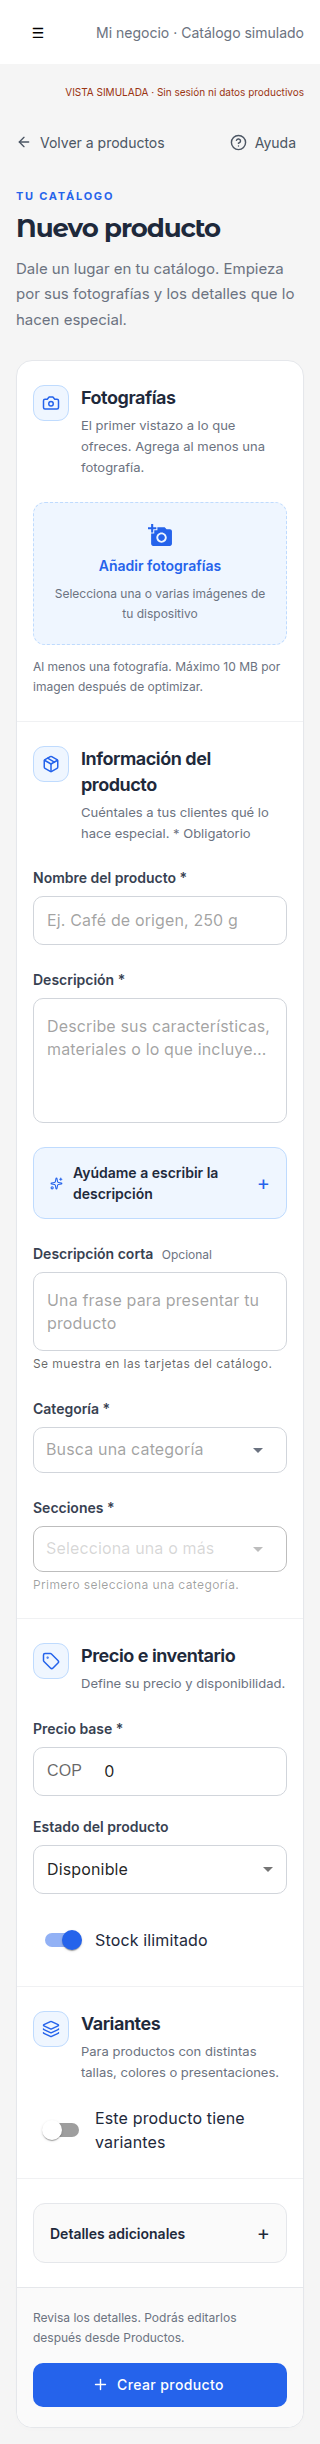 ☰ Mi negocio · Catálogo simulado
VISTA SIMULADA · Sin sesión ni datos productivos
← Volver a productos
Ayuda
TU CATÁLOGO
Nuevo producto
Dale un lugar en tu catálogo. Empieza
por sus fotografías y los detalles que lo
hacen especial.
Fotografías
El primer vistazo a lo que
ofreces. Agrega al menos una
fotografía.
Añadir fotografías
Selecciona una o varias imágenes de
tu dispositivo
Al menos una fotografía. Máximo 10 MB por
imagen después de optimizar.
Información del
producto
Cuéntales a tus clientes qué lo
hace especial. * Obligatorio
Nombre del producto *
Ej. Café de origen, 250 g
Descripción *
Describe sus características,
materiales o lo que incluye...
Ayúdame a escribir la
descripción
+
Descripción corta Opcional
Una frase para presentar tu
producto
Se muestra en las tarjetas del catálogo.
Categoría *
Busca una categoría
Secciones *
Selecciona una o más
Primero selecciona una categoría.
Precio e inventario
Define su precio y disponibilidad.
Precio base *
COP 0
Estado del producto
Disponible
Stock ilimitado
Variantes
Para productos con distintas
tallas, colores o presentaciones.
Este producto tiene
variantes
Detalles adicionales +
Revisa los detalles. Podrás editarlos
después desde Productos.
+ Crear producto